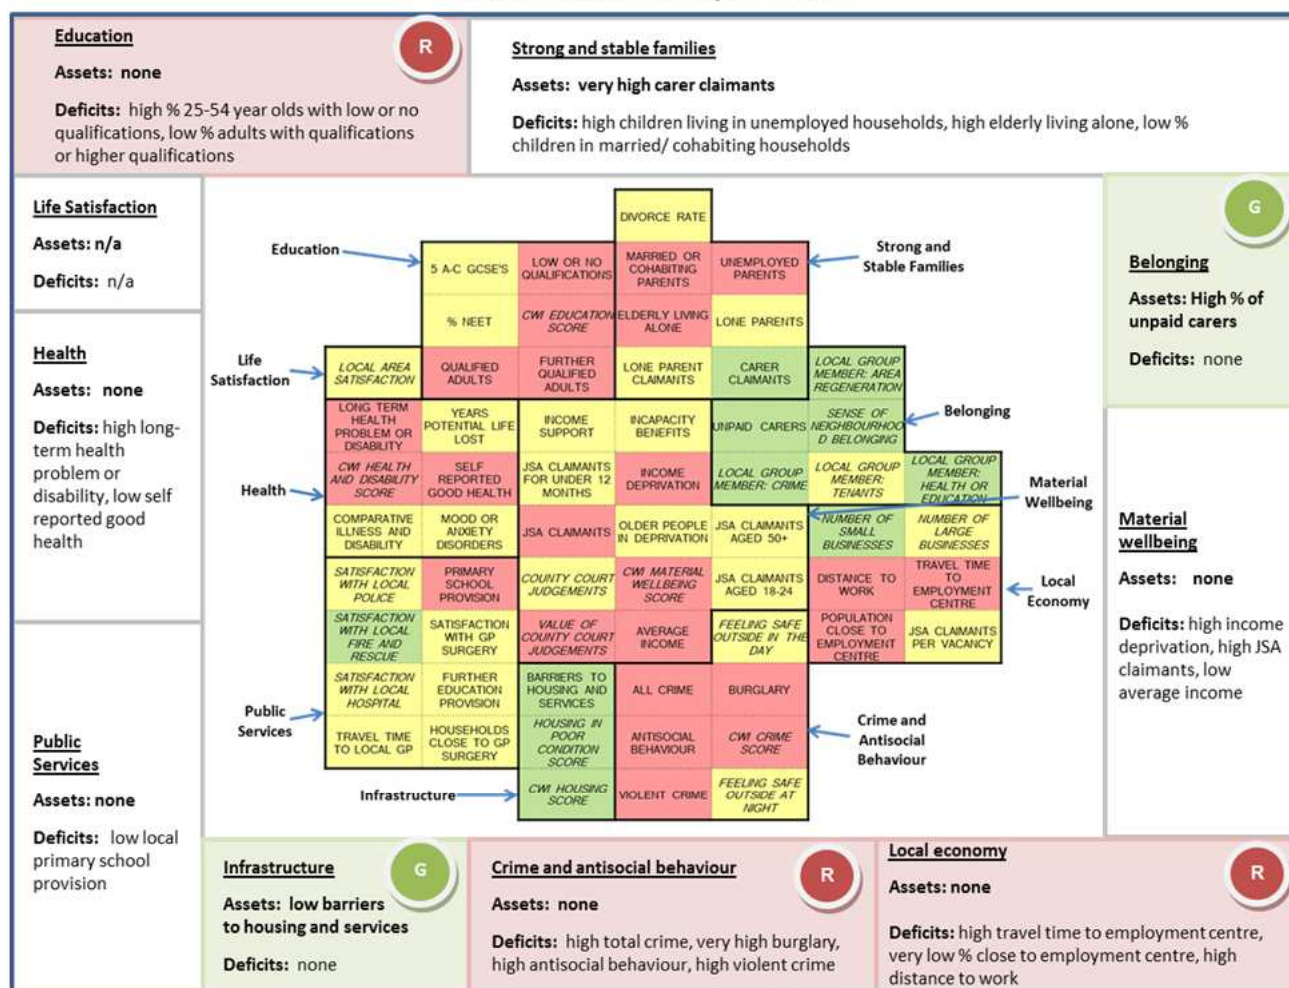 Education
R
Assets: none
Deficits: high % 25-54 year olds with low or no
qualifications, low % adults with qualifications
or higher qualifications
Strong and stable families
Assets: very high carer claimants
Deficits: high children living in unemployed households, high elderly living alone, low %
children in married/ cohabiting households
Life Satisfaction
Assets: n/a
Deficits: n/a
Health
Assets: none
Deficits: high long-
term health
problem or
disability, low self
reported good
health
Public
Services
Assets: none
Deficits: low local
primary school
provision
Education
Life
Satisfaction
Health
Public
Services
Infrastructure
Strong and
Stable Families
Belonging
Material
Wellbeing
Local
Economy
Crime and
Antisocial
Behaviour
DIVORCE RATE
5 A-C GCSE'S
LOW OR NO
QUALIFICATIONS
MARRIED OR
COHABITING
PARENTS
UNEMPLOYED
PARENTS
% NEET
CWI EDUCATION
SCORE
ELDERLY LIVING
ALONE
LONE PARENTS
LOCAL AREA
SATISFACTION
QUALIFIED
ADULTS
FURTHER
QUALIFIED
ADULTS
LONE PARENT
CLAIMANTS
CARER
CLAIMANTS
LOCAL GROUP
MEMBER: AREA
REGENERATION
LONG TERM
HEALTH
PROBLEM OR
DISABILITY
YEARS
POTENTIAL LIFE
LOST
INCOME
SUPPORT
INCAPACITY
BENEFITS
UNPAID CARERS
SENSE OF
NEIGHBOURHOO
D BELONGING
CWI HEALTH
AND DISABILITY
SCORE
SELF
REPORTED
GOOD HEALTH
JSA CLAIMANTS
FOR UNDER 12
MONTHS
INCOME
DEPRIVATION
LOCAL GROUP
MEMBER: CRIME
LOCAL GROUP
MEMBER:
TENANTS
LOCAL GROUP
MEMBER:
HEALTH OR
EDUCATION
COMPARATIVE
ILLNESS AND
DISABILITY
MOOD OR
ANXIETY
DISORDERS
JSA CLAIMANTS
OLDER PEOPLE
IN DEPRIVATION
JSA CLAIMANTS
AGED 50+
NUMBER OF
SMALL
BUSINESSES
NUMBER OF
LARGE
BUSINESSES
SATISFACTION
WITH LOCAL
POLICE
PRIMARY
SCHOOL
PROVISION
COUNTY COURT
JUDGEMENTS
CWI MATERIAL
WELLBEING
SCORE
JSA CLAIMANTS
AGED 18-24
DISTANCE TO
WORK
TRAVEL TIME
TO
EMPLOYMENT
CENTRE
SATISFACTION
WITH LOCAL
FIRE AND
RESCUE
SATISFACTION
WITH GP
SURGERY
VALUE OF
COUNTY COURT
JUDGEMENTS
AVERAGE
INCOME
FEELING SAFE
OUTSIDE IN THE
DAY
POPULATION
CLOSE TO
EMPLOYMENT
CENTRE
JSA CLAIMANTS
PER VACANCY
SATISFACTION
WITH LOCAL
HOSPITAL
FURTHER
EDUCATION
PROVISION
BARRIERS TO
HOUSING AND
SERVICES
ALL CRIME
BURGLARY
TRAVEL TIME
TO LOCAL GP
HOUSEHOLDS
CLOSE TO GP
SURGERY
HOUSING IN
POOR
CONDITION
SCORE
ANTISOCIAL
BEHAVIOUR
CWI CRIME
SCORE
CWI HOUSING
SCORE
VIOLENT CRIME
FEELING SAFE
OUTSIDE AT
NIGHT
G
Belonging
Assets: High % of
unpaid carers
Deficits: none
Material
wellbeing
Assets: none
Deficits: high income
deprivation, high JSA
claimants, low
average income
Infrastructure
G
Assets: low barriers
to housing and services
Deficits: none
Crime and antisocial behaviour
R
Assets: none
Deficits: high total crime, very high burglary,
high antisocial behaviour, high violent crime
Local economy
R
Assets: none
Deficits: high travel time to employment centre,
very low % close to employment centre, high
distance to work